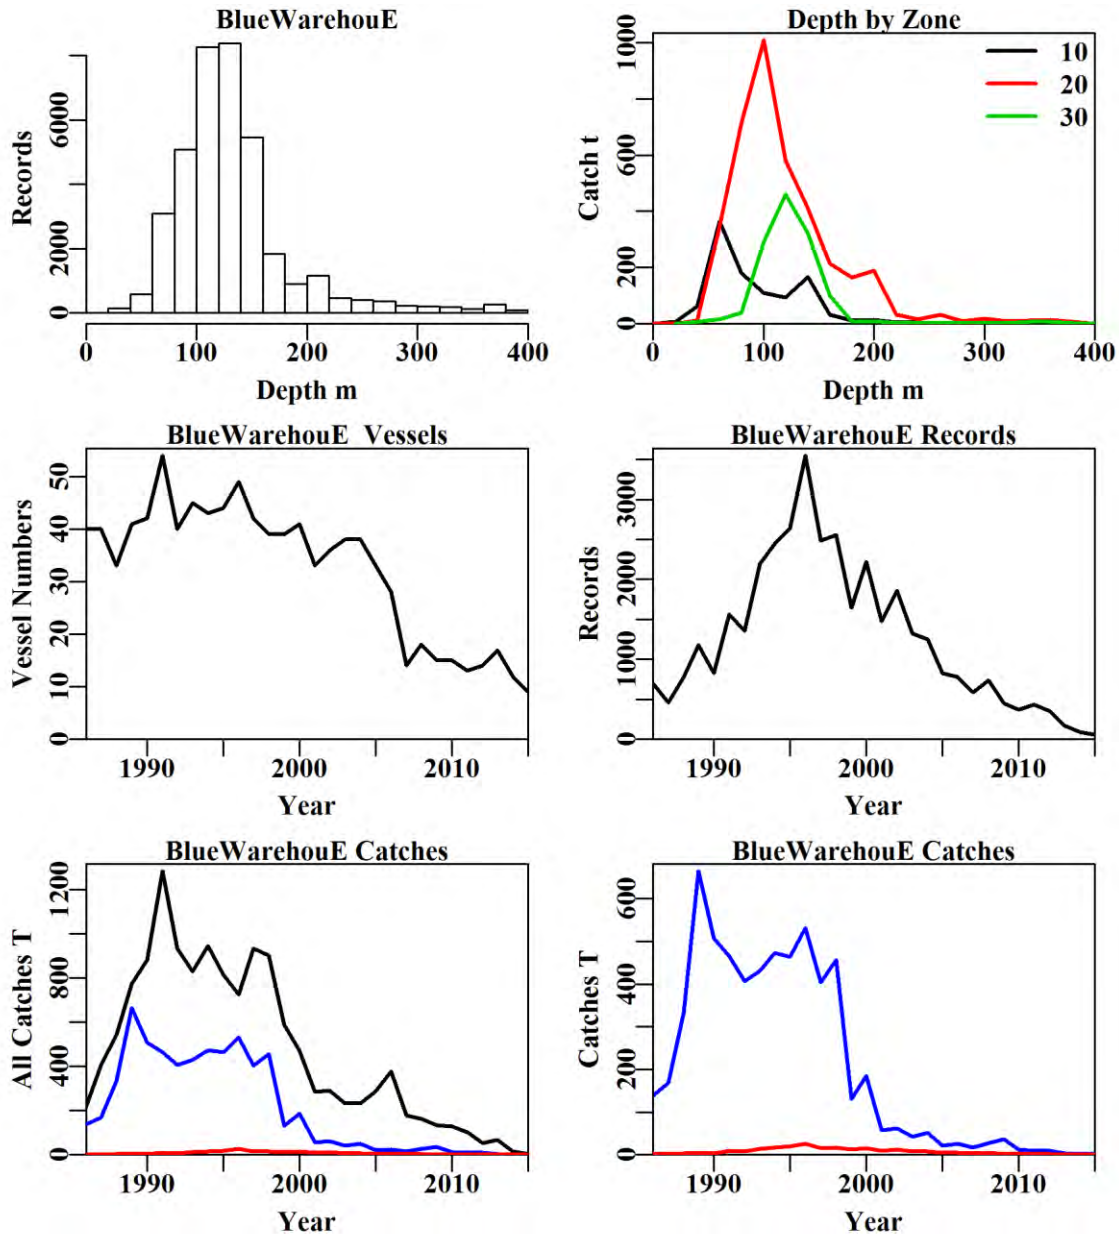 BlueWarehouE
Records
0 2000 6000
0 100 200 300 400
Depth m
Depth by Zone
Catch t
0 200 600 1000
10
20
30
0 100 200 300 400
Depth m
BlueWarehouE Vessels
Vessel Numbers
0 10 20 30 40 50
1990 2000 2010
Year
BlueWarehouE Records
Records
0 1000 2000 3000
1990 2000 2010
Year
BlueWarehouE Catches
All Catches T
0 400 800 1200
1990 2000 2010
Year
BlueWarehouE Catches
Catches T
0 200 400 600
1990 2000 2010
Year